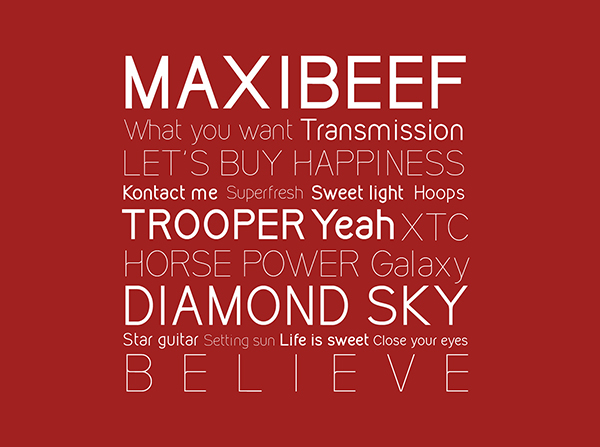 MAXIBEEF
What you want Transmission
LET'S BUY HAPPINESS
Kontact me Superfresh Sweet light Hoops
TROOPER Yeah XTC
HORSE POWER Galaxy
DIAMOND SKY
Star guitar Setting sun Life is sweet Close your eyes
BELIEVE